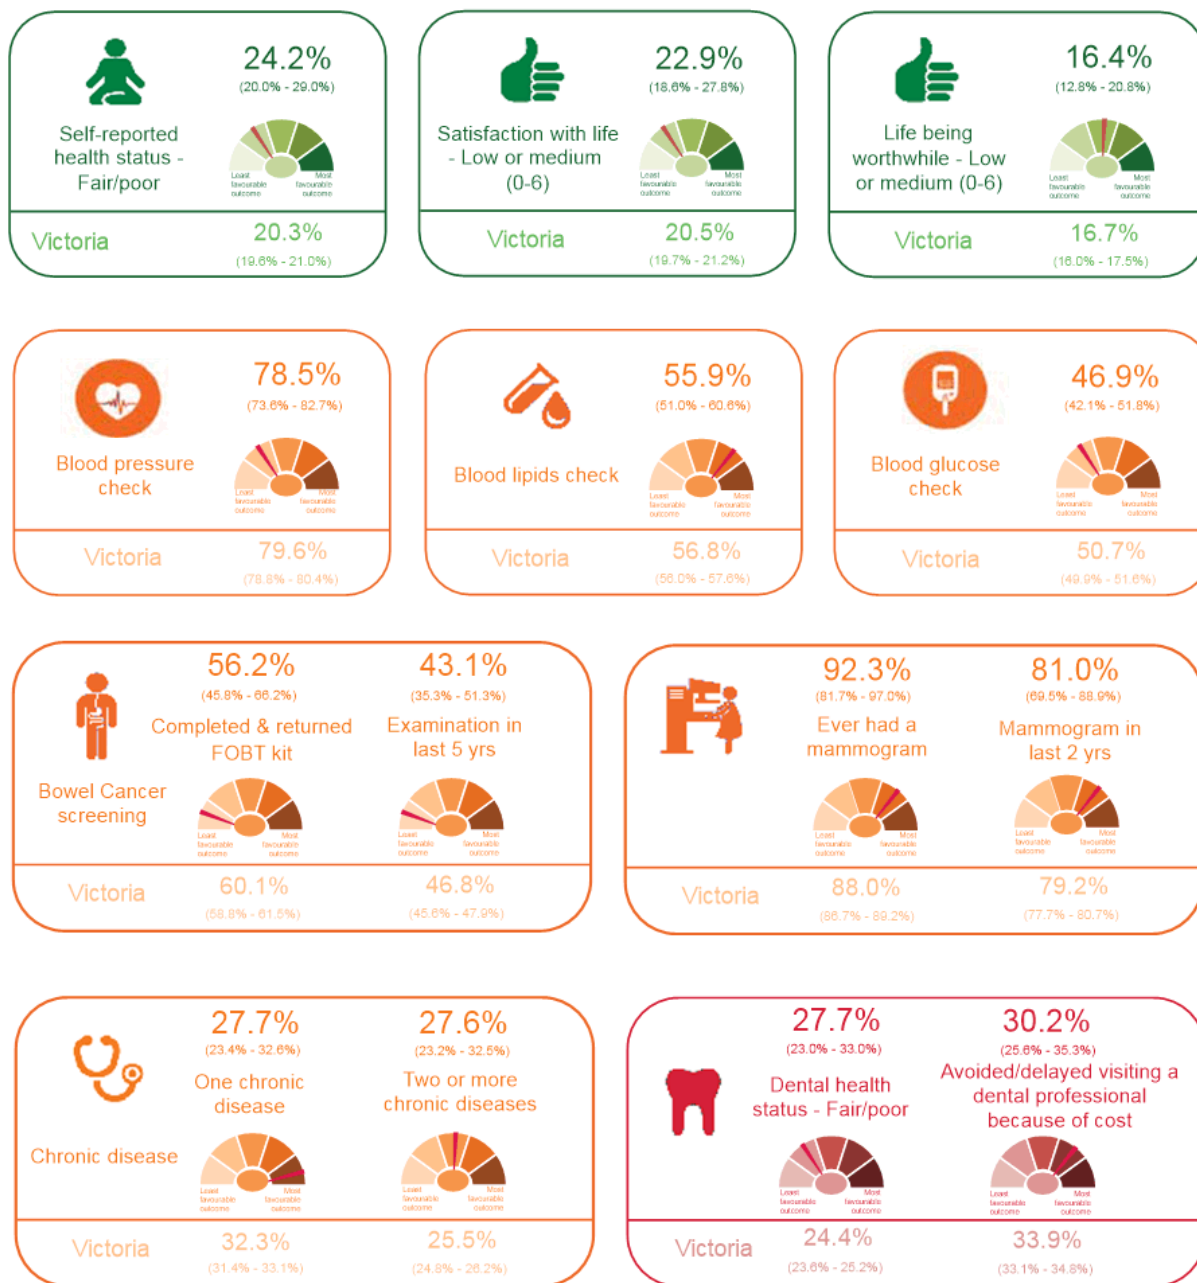 24.2%
(20.0% - 29.0%)
Self-reported
health status -
Fair/poor
Least
favourable
outcome
Most
favourable
outcome
Victoria
20.3%
(19.6% - 21.0%)
22.9%
(18.6% - 27.8%)
Satisfaction with life
- Low or medium
(0-6)
Least
favourable
outcome
Most
favourable
outcome
Victoria
20.5%
(19.7% - 21.2%)
16.4%
(12.8% - 20.8%)
Life being
worthwhile - Low
or medium (0-6)
Least
favourable
outcome
Most
favourable
outcome
Victoria
16.7%
(16.0% - 17.5%)
78.5%
(73.6% - 82.7%)
Blood pressure
check
Least
favourable
outcome
Most
favourable
outcome
Victoria
79.6%
(78.8% - 80.4%)
55.9%
(51.0% - 60.6%)
Blood lipids check
Least
favourable
outcome
Most
favourable
outcome
Victoria
56.8%
(56.0% - 57.6%)
46.9%
(42.1% - 51.8%)
Blood glucose
check
Least
favourable
outcome
Most
favourable
outcome
Victoria
50.7%
(49.9% - 51.6%)
Bowel Cancer
screening
56.2%
(45.8% - 66.2%)
Completed & returned
FOBT kit
Least
favourable
outcome
Most
favourable
outcome
43.1%
(35.3% - 51.3%)
Examination in
last 5 yrs
Least
favourable
outcome
Most
favourable
outcome
Victoria
60.1%
(58.8% - 61.5%)
46.8%
(45.6% - 47.9%)
92.3%
(81.7% - 97.0%)
Ever had a
mammogram
Least
favourable
outcome
Most
favourable
outcome
81.0%
(69.5% - 88.9%)
Mammogram in
last 2 yrs
Least
favourable
outcome
Most
favourable
outcome
Victoria
88.0%
(86.7% - 89.2%)
79.2%
(77.7% - 80.7%)
Chronic disease
27.7%
(23.4% - 32.6%)
One chronic
disease
Least
favourable
outcome
Most
favourable
outcome
27.6%
(23.2% - 32.5%)
Two or more
chronic diseases
Least
favourable
outcome
Most
favourable
outcome
Victoria
32.3%
(31.4% - 33.1%)
25.5%
(24.8% - 26.2%)
27.7%
(23.0% - 33.0%)
Dental health
status - Fair/poor
Least
favourable
outcome
Most
favourable
outcome
30.2%
(25.6% - 35.3%)
Avoided/delayed visiting a
dental professional
because of cost
Least
favourable
outcome
Most
favourable
outcome
Victoria
24.4%
(23.6% - 25.2%)
33.9%
(33.1% - 34.8%)